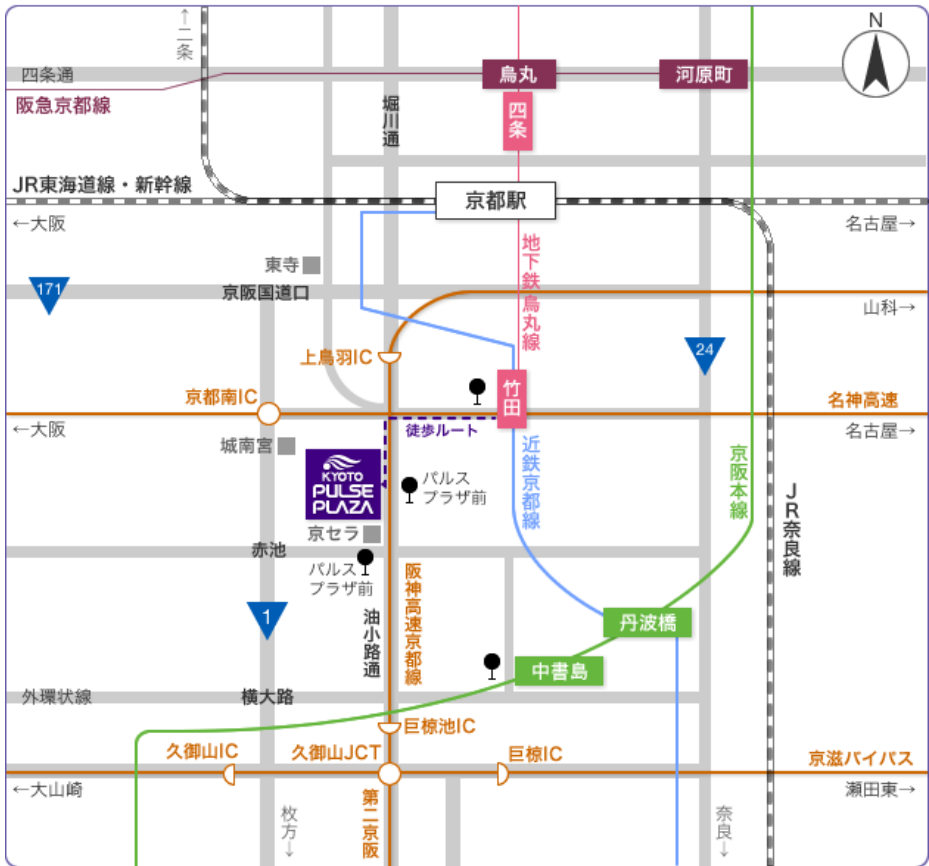 ↑二条
N
四条通
烏丸
河原町
阪急京都線
堀川通
四条
JR東海道線・新幹線
京都駅
←大阪
名古屋→
地下鉄烏丸線
東寺
171
京阪国道口
山科→
上鳥羽IC
24
京都南IC
竹田
名神高速
←大阪
徒歩ルート
名古屋→
城南宮
近鉄京都線
京阪本線
KYOTO
PULSE
PLAZA
パルス
プラザ前
JR奈良線
京セラ
赤池
パルス
プラザ前
阪神高速京都線
1
油小路通
丹波橋
中書島
外環状線
横大路
巨椋池IC
久御山IC
久御山JCT
巨椋IC
京滋バイパス
←大山崎
第二京阪
瀬田東→
枚方→
奈良→